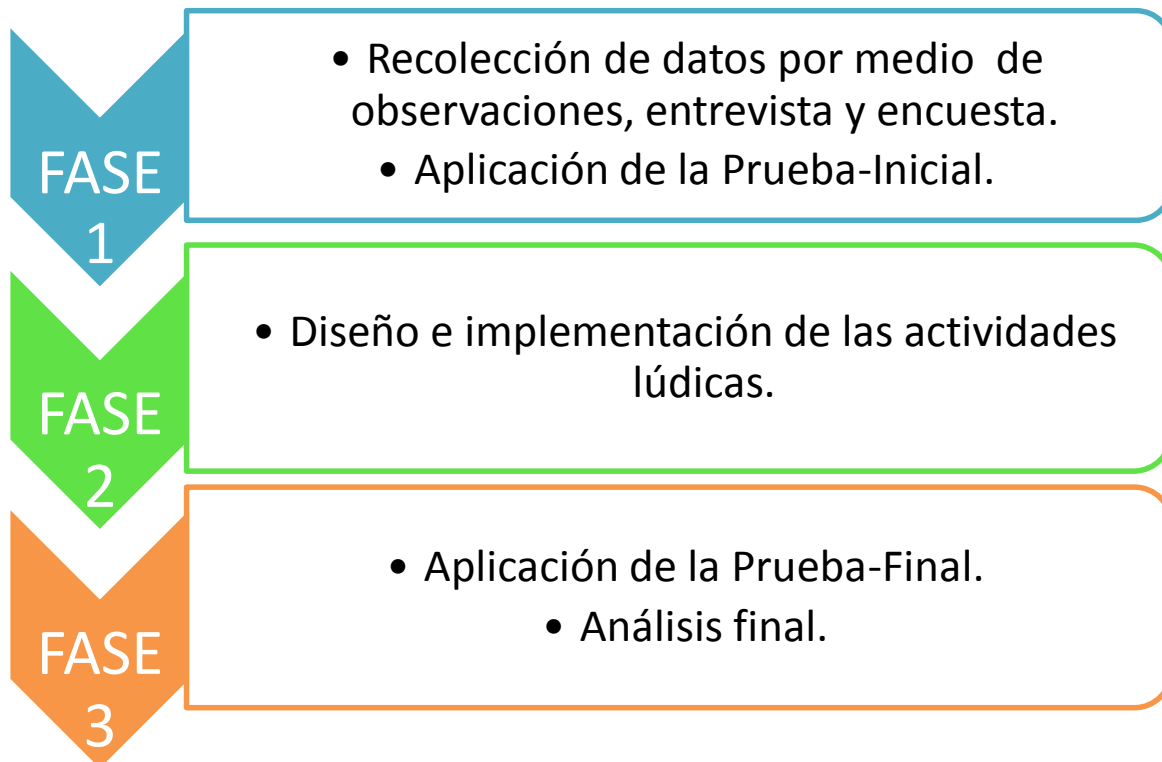 FASE
1
• Recolección de datos por medio de
observaciones, entrevista y encuesta.
• Aplicación de la Prueba-Inicial.
FASE
2
• Diseño e implementación de las actividades
lúdicas.
FASE
3
• Aplicación de la Prueba-Final.
• Análisis final.